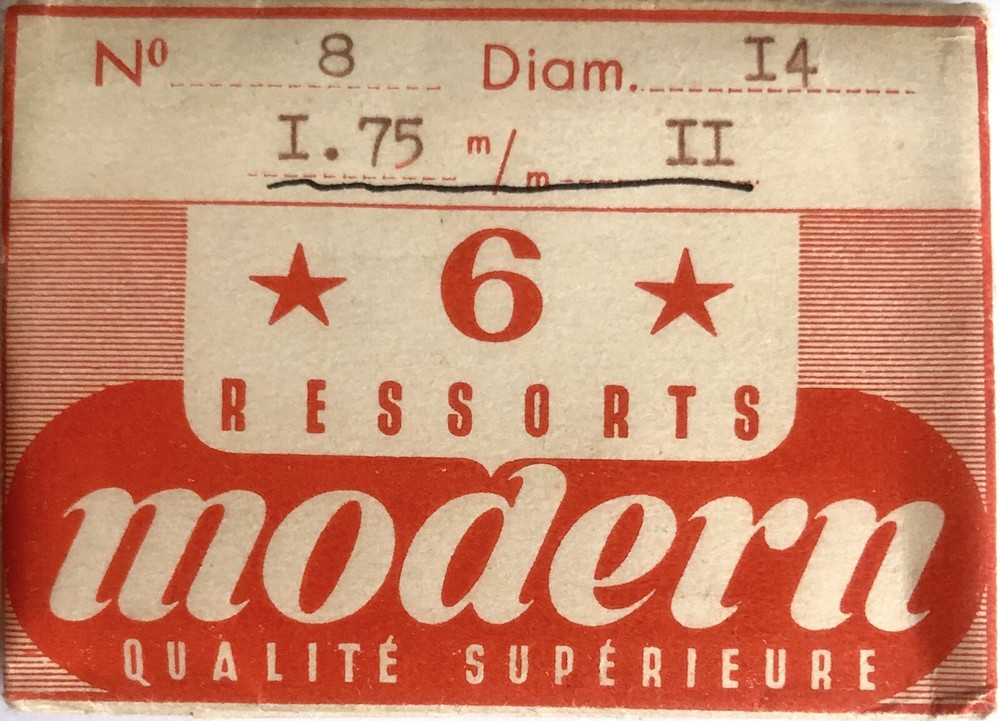 Nº 8 Diam. I4
I.75 m/m II
6
RESSORTS
modern
QUALITÉ SUPÉRIEURE